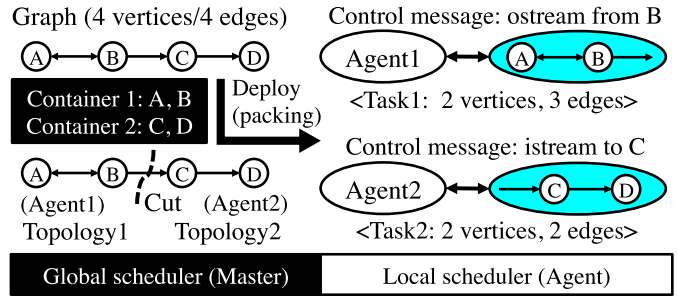 Graph (4 vertices/4 edges)
A B C D
Container 1: A, B
Container 2: C, D
Deploy
(packing)
A B C D
(Agent1) Cut (Agent2)
Topology1 Topology2
Control message: ostream from B
Agent1 A B
<Task1: 2 vertices, 3 edges>
Control message: istream to C
Agent2 C D
<Task2: 2 vertices, 2 edges>
Global scheduler (Master) Local scheduler (Agent)